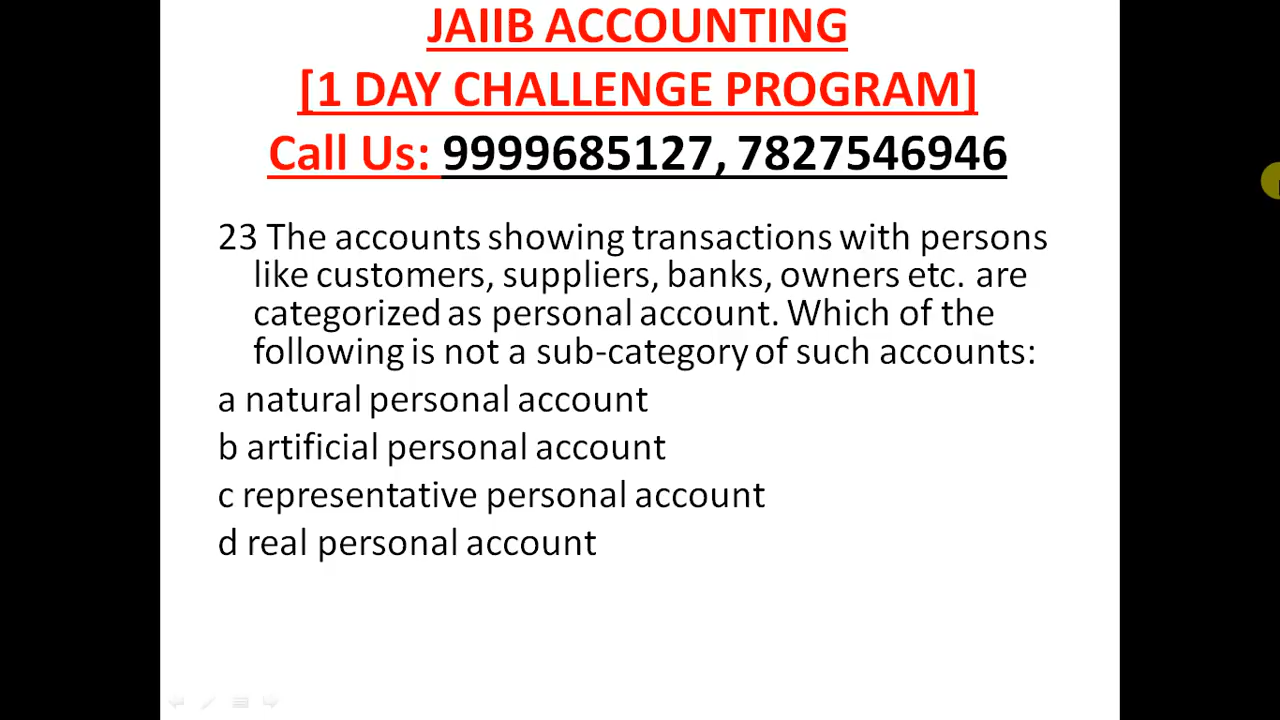 JAIIB ACCOUNTING
[1 DAY CHALLENGE PROGRAM]
Call Us: 9999685127, 7827546946
23 The accounts showing transactions with persons
like customers, suppliers, banks, owners etc. are
categorized as personal account. Which of the
following is not a sub-category of such accounts:
a natural personal account
b artificial personal account
c representative personal account
d real personal account